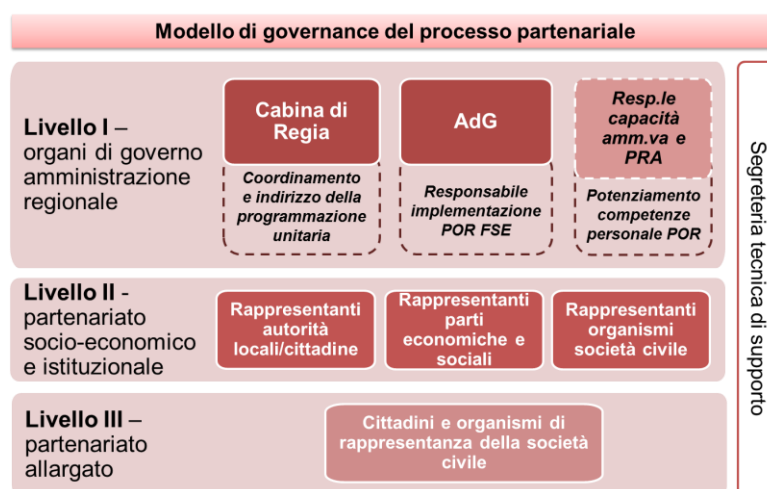 Modello di governance del processo partenariale
Livello I –
organi di governo
amministrazione
regionale
Cabina di
Regia
Coordinamento
e indirizzo della
programmazione
unitaria
AdG
Responsabile
implementazione
POR FSE
Resp.le
capacità
amm.va e
PRA
Potenziamento
competenze
personale POR
Livello II -
partenariato
socio-economico
e istituzionale
Rappresentanti
autorità
locali/cittadine
Rappresentanti
parti
economiche e
sociali
Rappresentanti
organismi
società civile
Livello III –
partenariato
allargato
Cittadini e organismi di
rappresentanza della società
civile
Segreteria tecnica di supporto